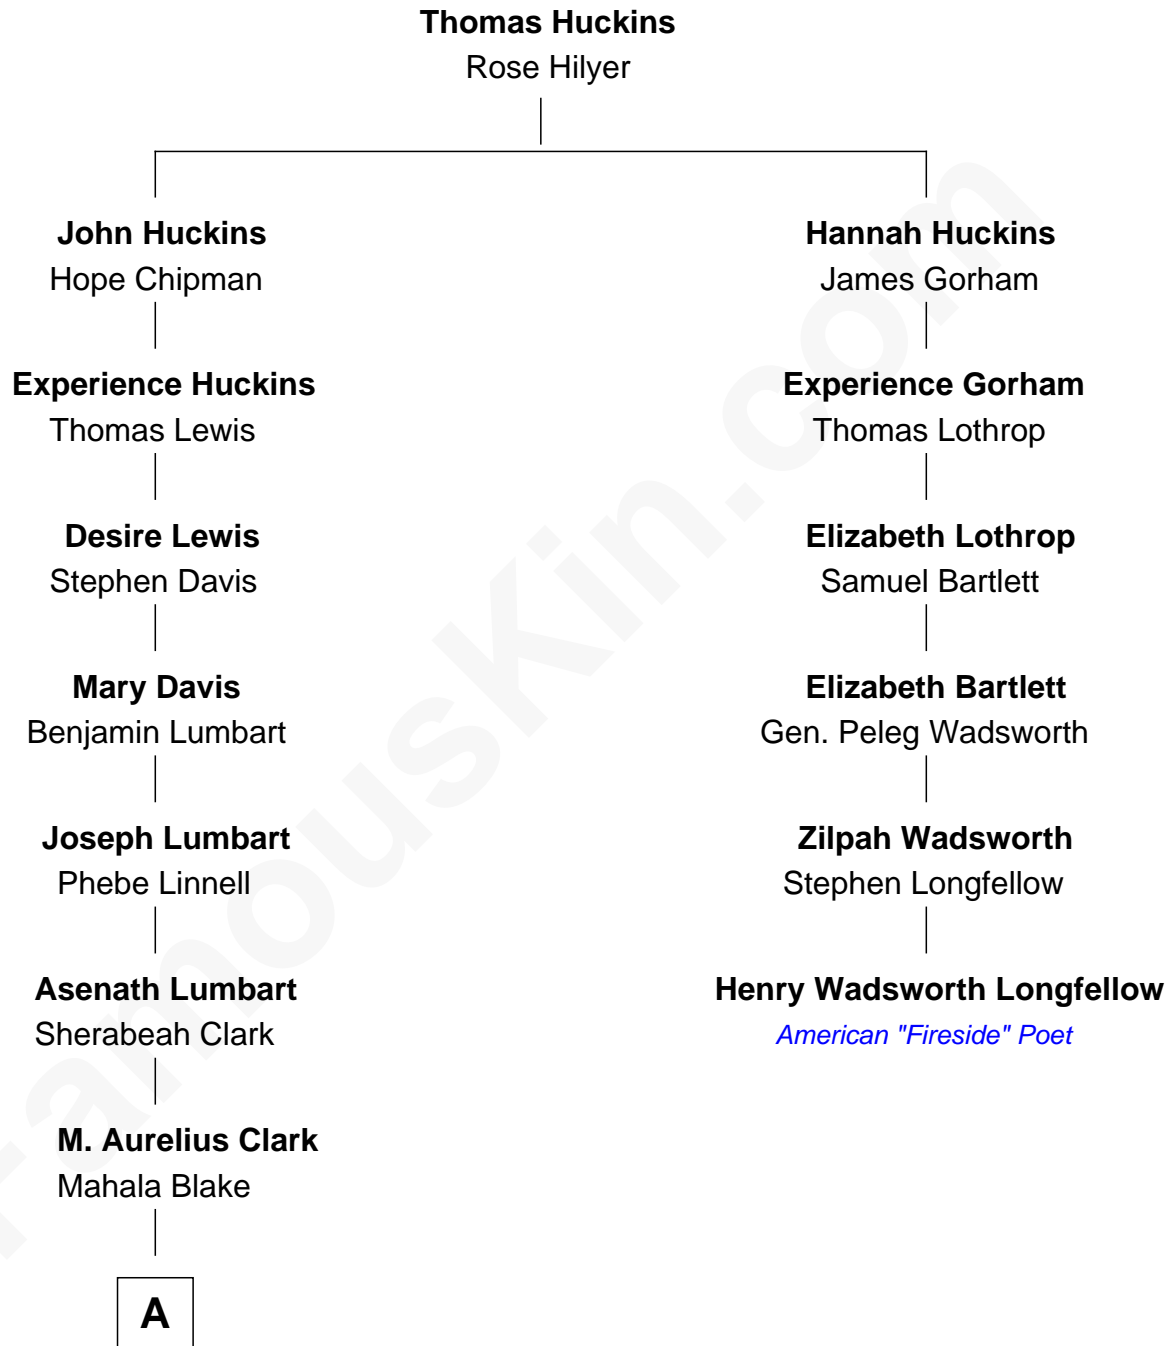 Thomas Huckins
Rose Hilyer
John Huckins
Hope Chipman
Experience Huckins
Thomas Lewis
Desire Lewis
Stephen Davis
Mary Davis
Benjamin Lumbart
Joseph Lumbart
Phebe Linnell
Asenath Lumbart
Sherabeah Clark
M. Aurelius Clark
Mahala Blake
A
Hannah Huckins
James Gorham
Experience Gorham
Thomas Lothrop
Elizabeth Lothrop
Samuel Bartlett
Elizabeth Bartlett
Gen. Peleg Wadsworth
Zilpah Wadsworth
Stephen Longfellow
Henry Wadsworth Longfellow
American "Fireside" Poet
FamousKin.com